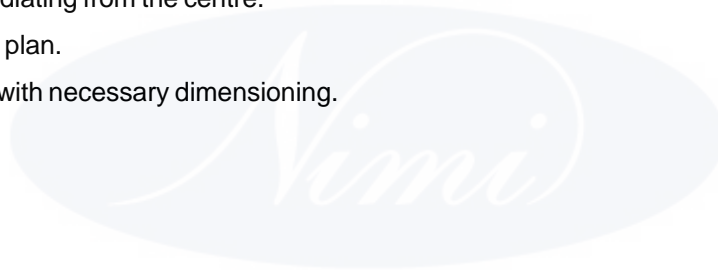 diating from the centre.
plan.
with necessary dimensioning.
Nimi